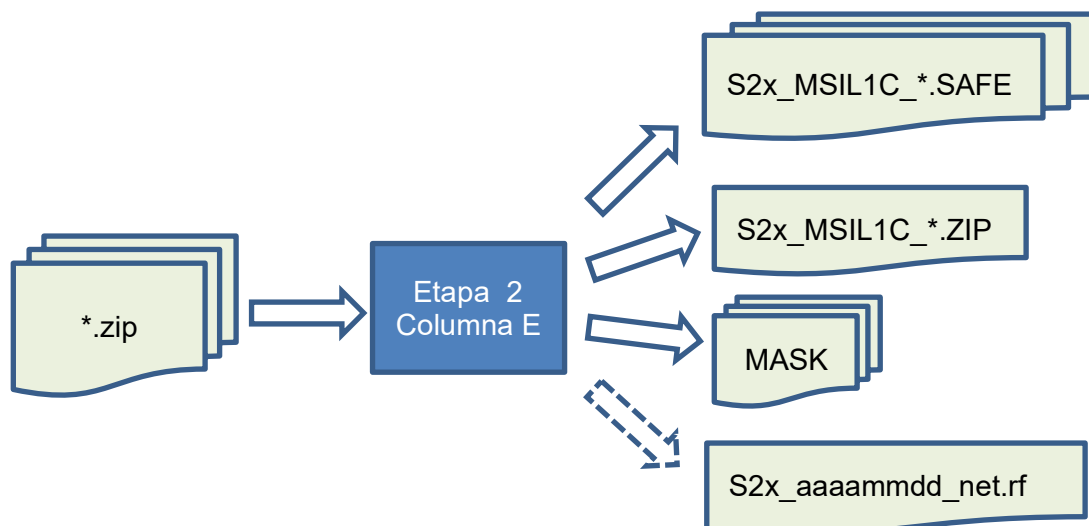 S2x_MSIL1C_*.SAFE
S2x_MSIL1C_*.ZIP
*.zip
Etapa 2
Columna E
MASK
S2x_aaaammdd_net.rf